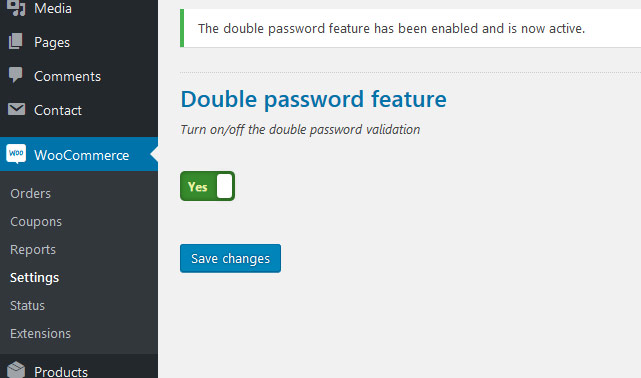 Media
Pages
Comments
Contact
WOO WooCommerce
Orders
Coupons
Reports
Settings
Status
Extensions
Products
The double password feature has been enabled and is now active.
Double password feature
Turn on/off the double password validation
Yes
Save changes